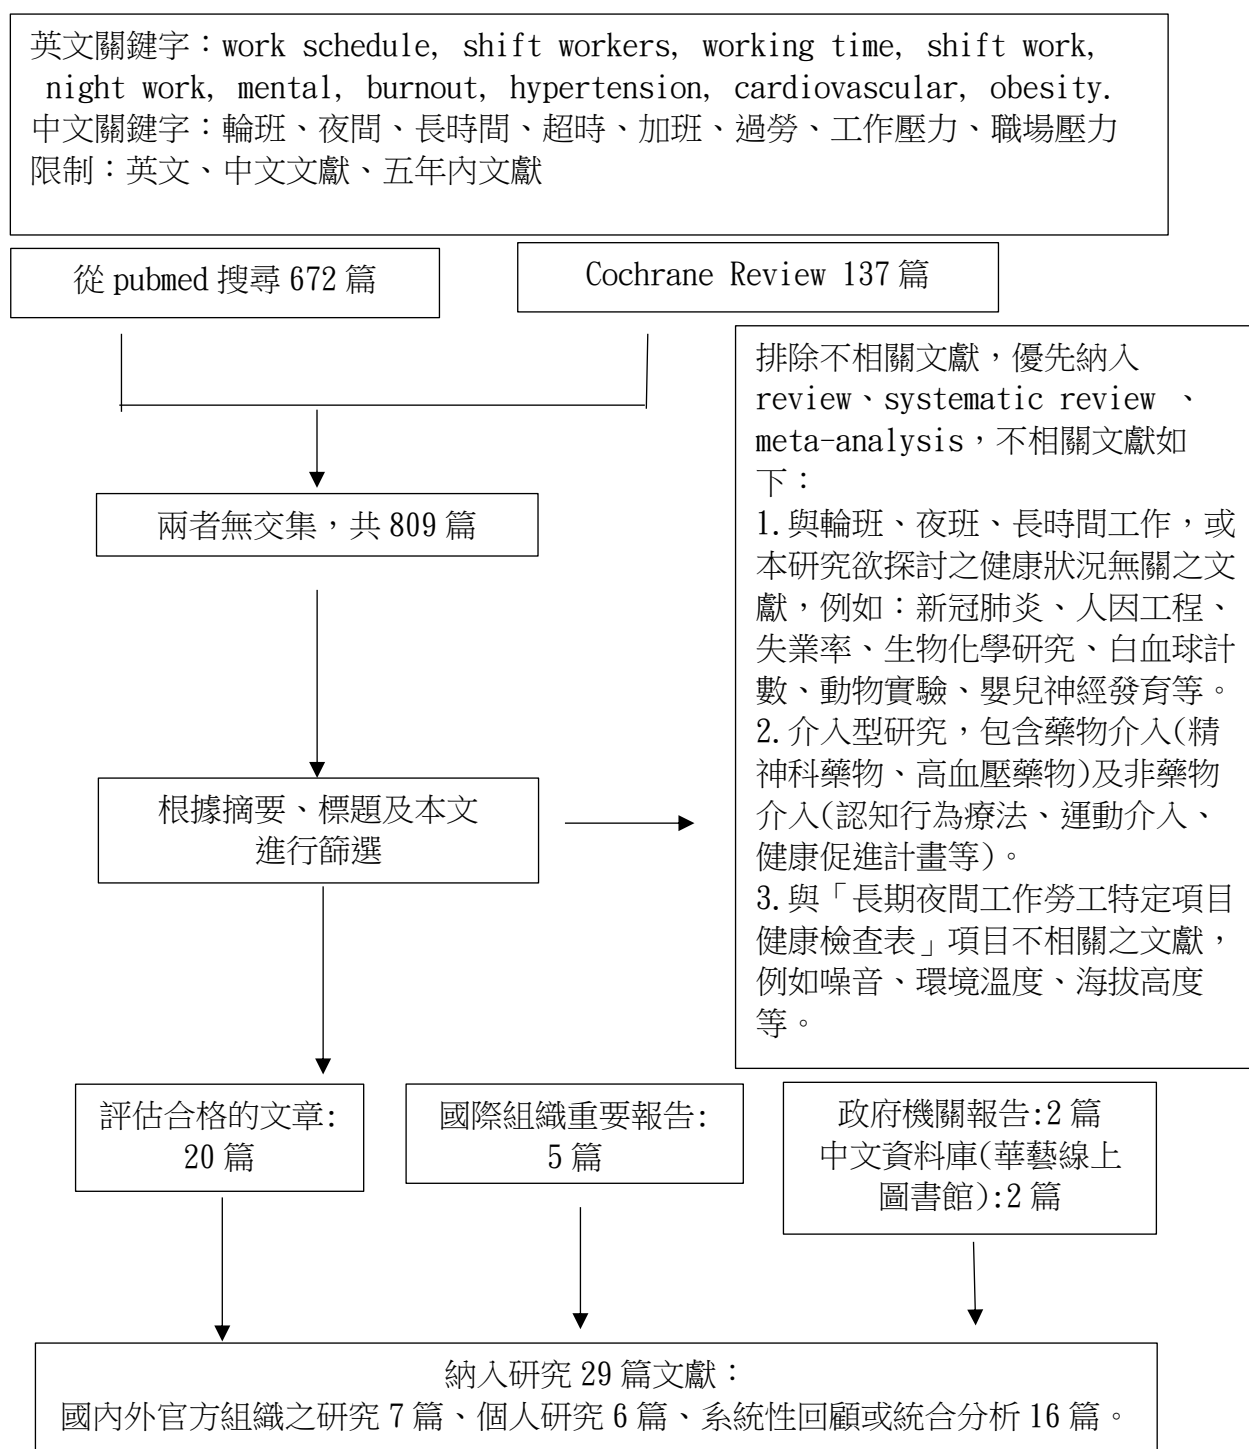 英文關鍵字：work schedule, shift workers, working time, shift work,
night work, mental, burnout, hypertension, cardiovascular, obesity.
中文關鍵字：輪班、夜間、長時間、超時、加班、過勞、工作壓力、職場壓力
限制：英文、中文文獻、五年內文獻
從 pubmed 搜尋 672 篇
Cochrane Review 137 篇
兩者無交集，共 809 篇
根據摘要、標題及本文
進行篩選
排除不相關文獻，優先納入
review、systematic review 、
meta-analysis，不相關文獻如
下：
1.與輪班、夜班、長時間工作，或
本研究欲探討之健康狀況無關之文
獻，例如：新冠肺炎、人因工程、
失業率、生物化學研究、白血球計
數、動物實驗、嬰兒神經發育等。
2.介入型研究，包含藥物介入(精
神科藥物、高血壓藥物)及非藥物
介入(認知行為療法、運動介入、
健康促進計畫等)。
3.與「長期夜間工作勞工特定項目
健康檢查表」項目不相關之文獻，
例如噪音、環境溫度、海拔高度
等。
評估合格的文章:
20 篇
國際組織重要報告:
5 篇
政府機關報告:2 篇
中文資料庫(華藝線上
圖書館):2 篇
納入研究 29 篇文獻：
國內外官方組織之研究 7 篇、個人研究 6 篇、系統性回顧或統合分析 16 篇。